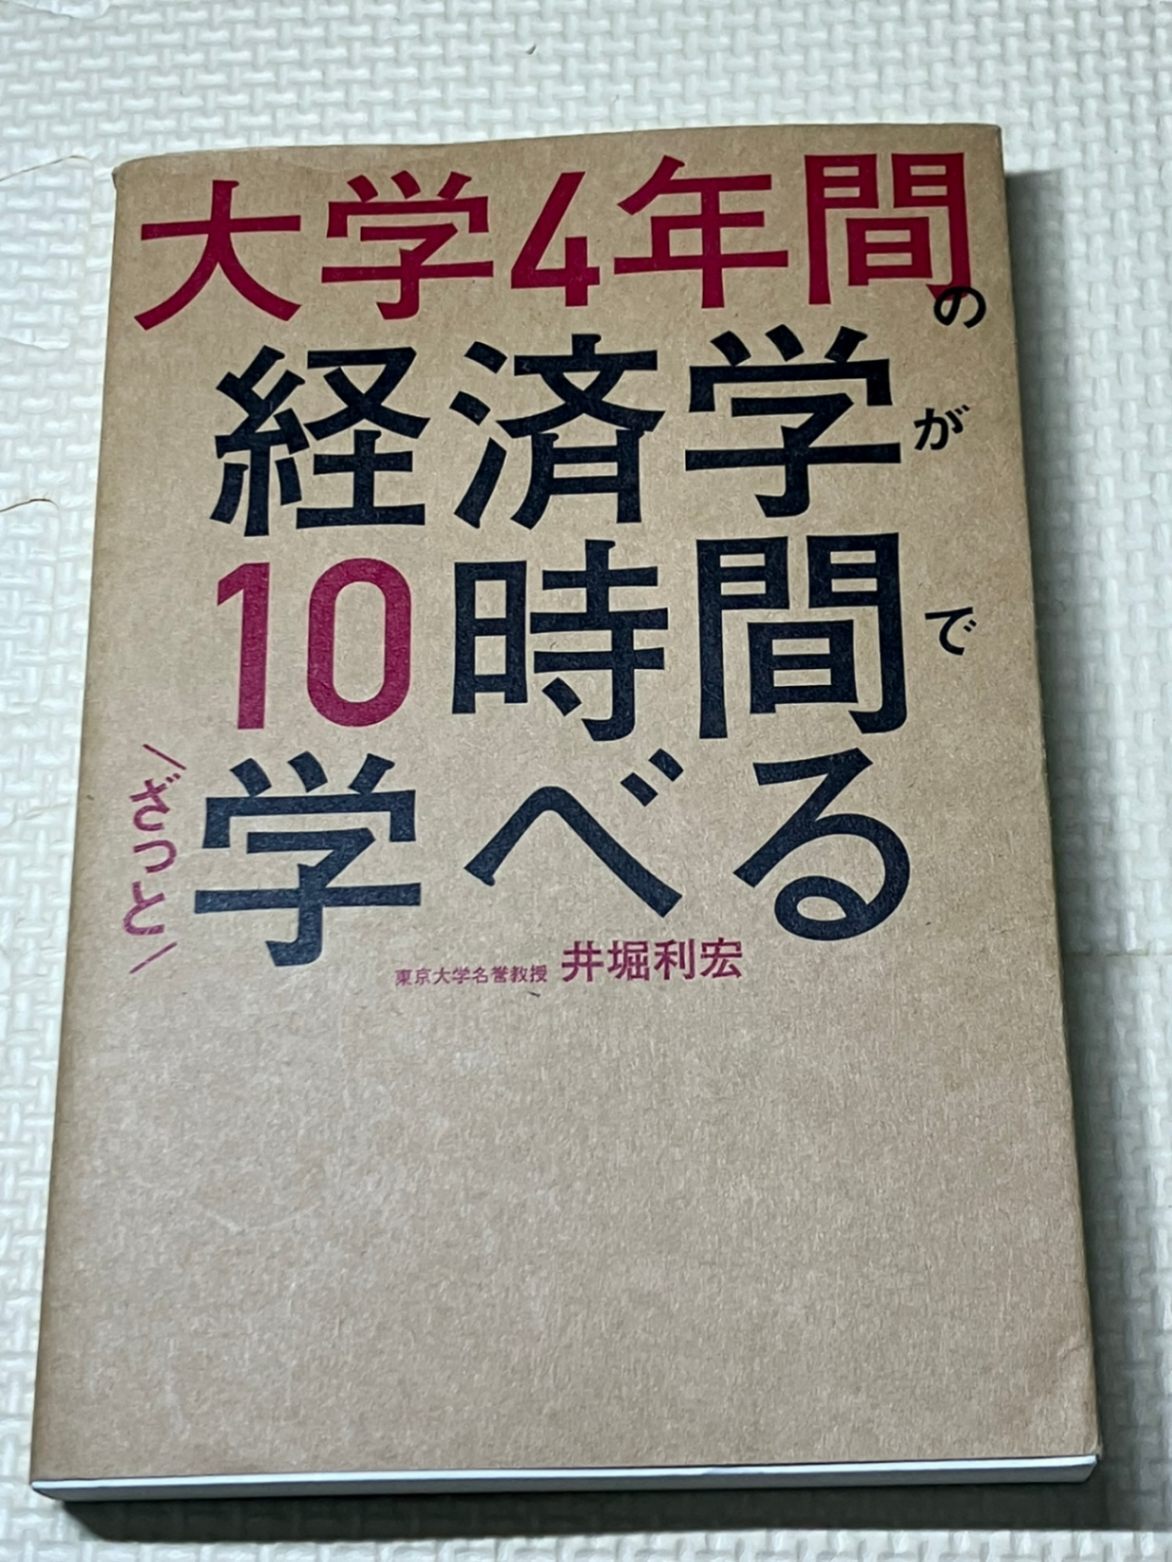 大学4年間の
経済学が
10時間で
ざっと
学べる
東京大学名誉教授 井堀利宏